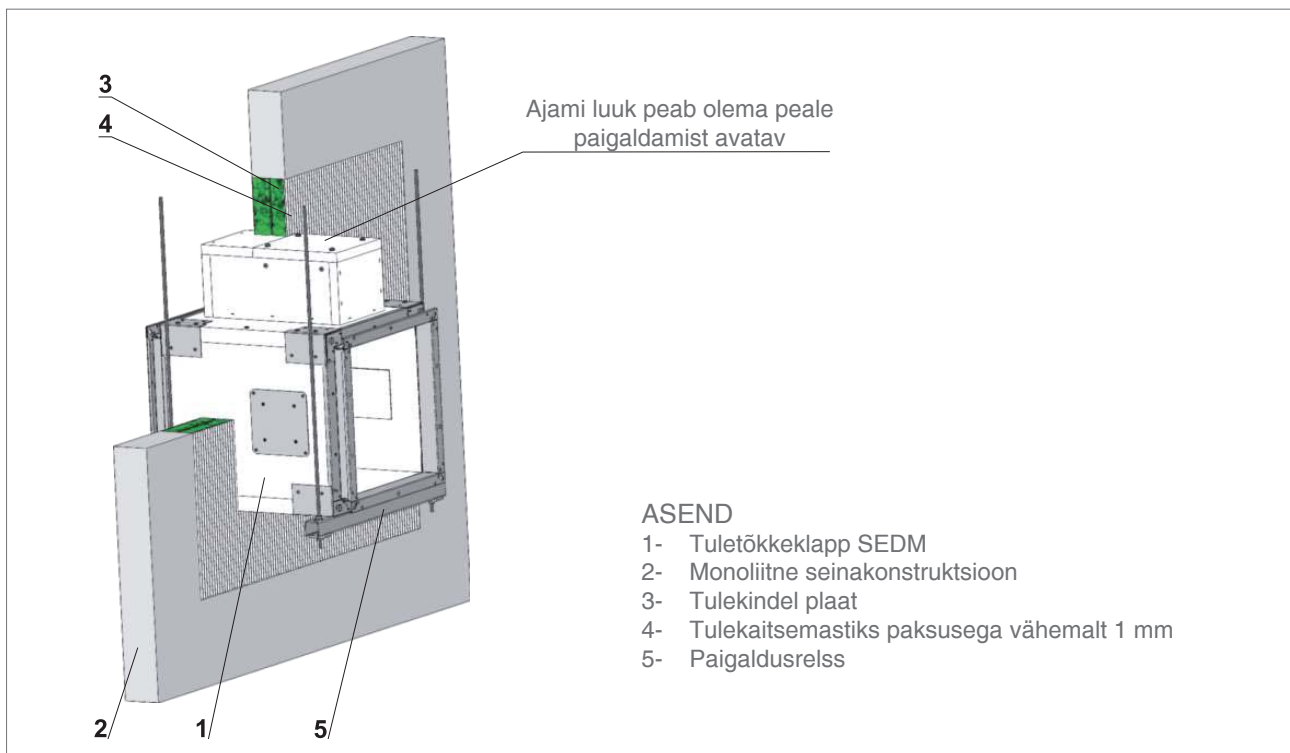 3
4
Ajami luuk peab olema peale
paigaldamist avatav
ASEND
1- Tuletõkkeklapp SEDM
2- Monoliitne seinakonstruktsioon
3- Tulekindel plaat
4- Tulekaitsemastiks paksusega vähemalt 1 mm
5- Paigaldusrelss
2
1
5